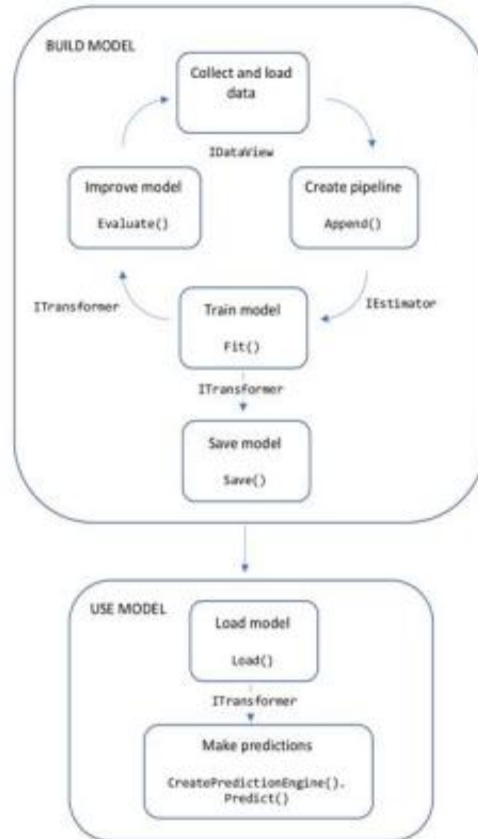 BUILD MODEL
Collect and load
data
IDataView
Improve model
Evaluate()
Create pipeline
Append()
ITransformer
IEstimator
Train model
Fit()
ITransformer
Save model
Save()
USE MODEL
Load model
Load()
ITransformer
Make predictions
CreatePredictionEngine().
Predict()